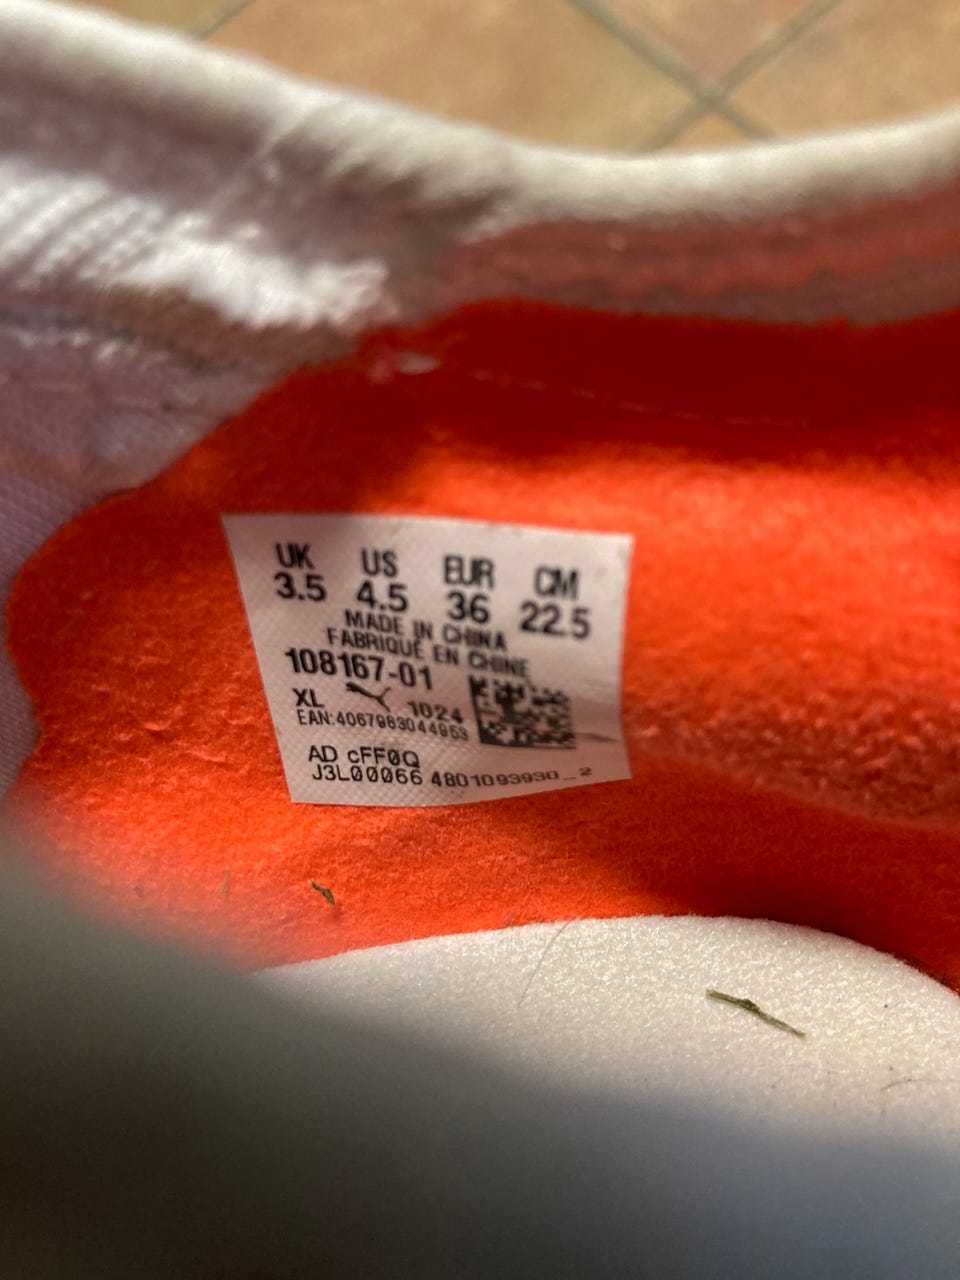 UK US EUR CM
3.5 4.5 36 22.5
MADE IN CHINA
FABRIQUÉ EN CHINE
108167-01
XL 1024
EAN:4067983044953
AD cFF0Q
J3L00066 4801093930_2